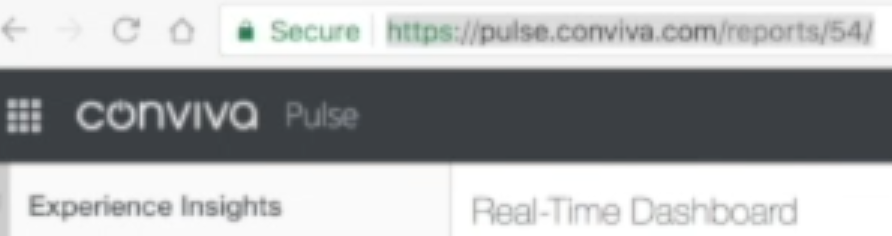 Secure https://pulse.conviva.com/reports/54/
CONVIVA Pulse
Experience Insights
Real-Time Dashboard